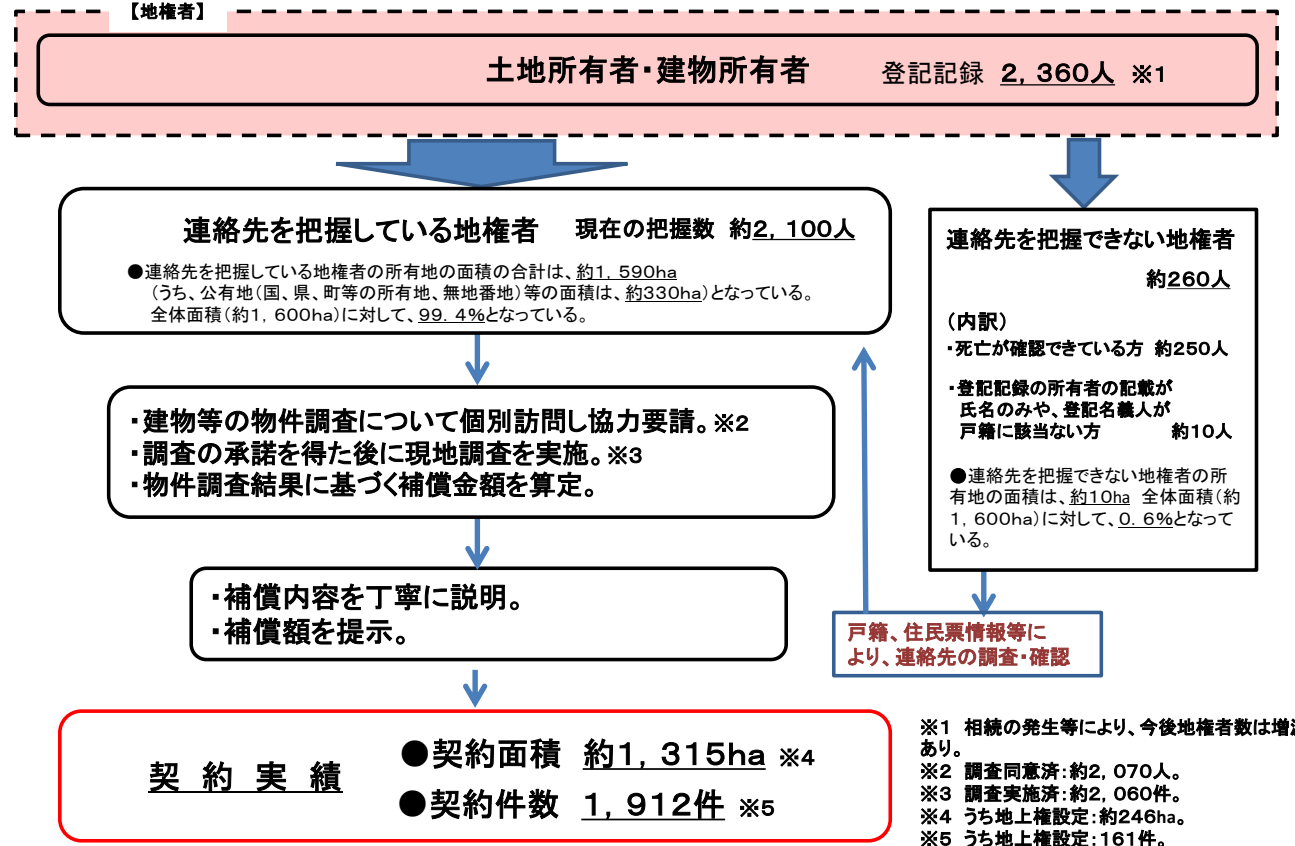 【地権者】
土地所有者・建物所有者 登記記録 2,360人 ※1
連絡先を把握している地権者 現在の把握数 約2,100人
●連絡先を把握している地権者の所有地の面積の合計は、約1,590ha
(うち、公有地(国、県、町等の所有地、無地番地)等の面積は、約330ha)となっている。
全体面積(約1,600ha)に対して、99.4%となっている。
・建物等の物件調査について個別訪問し協力要請。※2
・調査の承諾を得た後に現地調査を実施。※3
・物件調査結果に基づく補償金額を算定。
・補償内容を丁寧に説明。
・補償額を提示。
契約実績
●契約面積 約1,315ha ※4
●契約件数 1,912件 ※5
連絡先を把握できない地権者
約260人
(内訳)
・死亡が確認できている方 約250人
・登記記録の所有者の記載が
氏名のみや、登記名義人が
戸籍に該当ない方 約10人
●連絡先を把握できない地権者の所
有地の面積は、約10ha 全体面積(約
1,600ha)に対して、0.6%となって
いる。
戸籍、住民票情報等に
より、連絡先の調査・確認
※1 相続の発生等により、今後地権者数は増
あり。
※2 調査同意済:約2,070人。
※3 調査実施済:約2,060件。
※4 うち地上権設定:約246ha。
※5 うち地上権設定:161件。